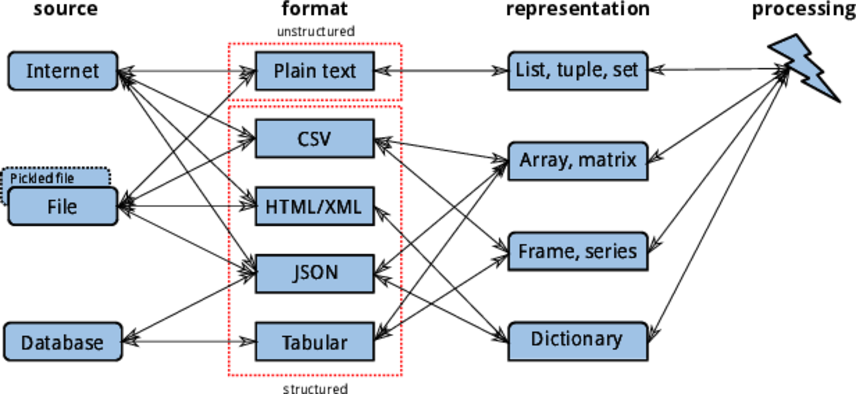 source
format
representation
processing
unstructured
Internet
Plain text
List, tuple, set
CSV
Array, matrix
Pickled file
File
HTML/XML
Frame, series
JSON
Database
Tabular
Dictionary
structured